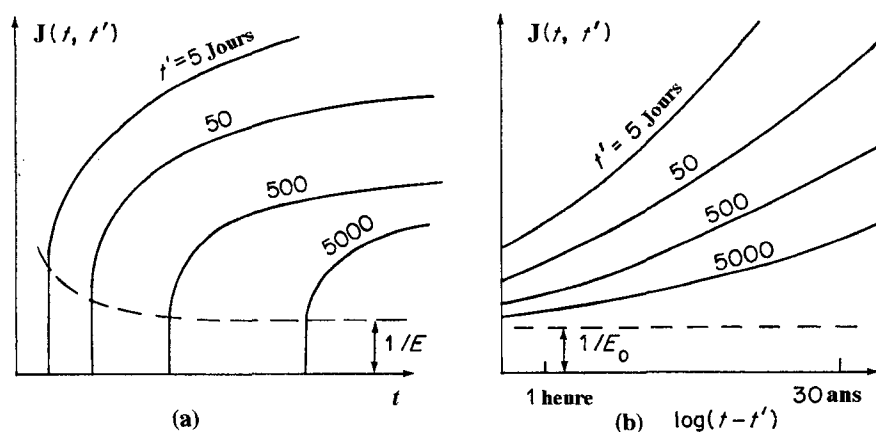 J(t, t')
t' = 5 Jours
50
500
5000
1/E
t
(a)
J(t, t')
t' = 5 Jours
50
500
5000
1/E₀
1 heure
30 ans
(b)
log(t-t')